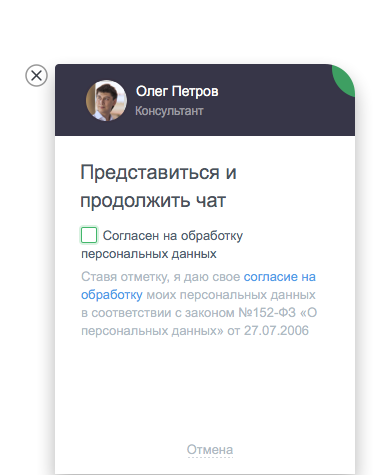 Олег Петров
Консультант
Представиться и
продолжить чат
Согласен на обработку
персональных данных
Ставя отметку, я даю свое согласие на
обработку моих персональных данных
в соответствии с законом №152-ФЗ «О
персональных данных» от 27.07.2006
Отмена